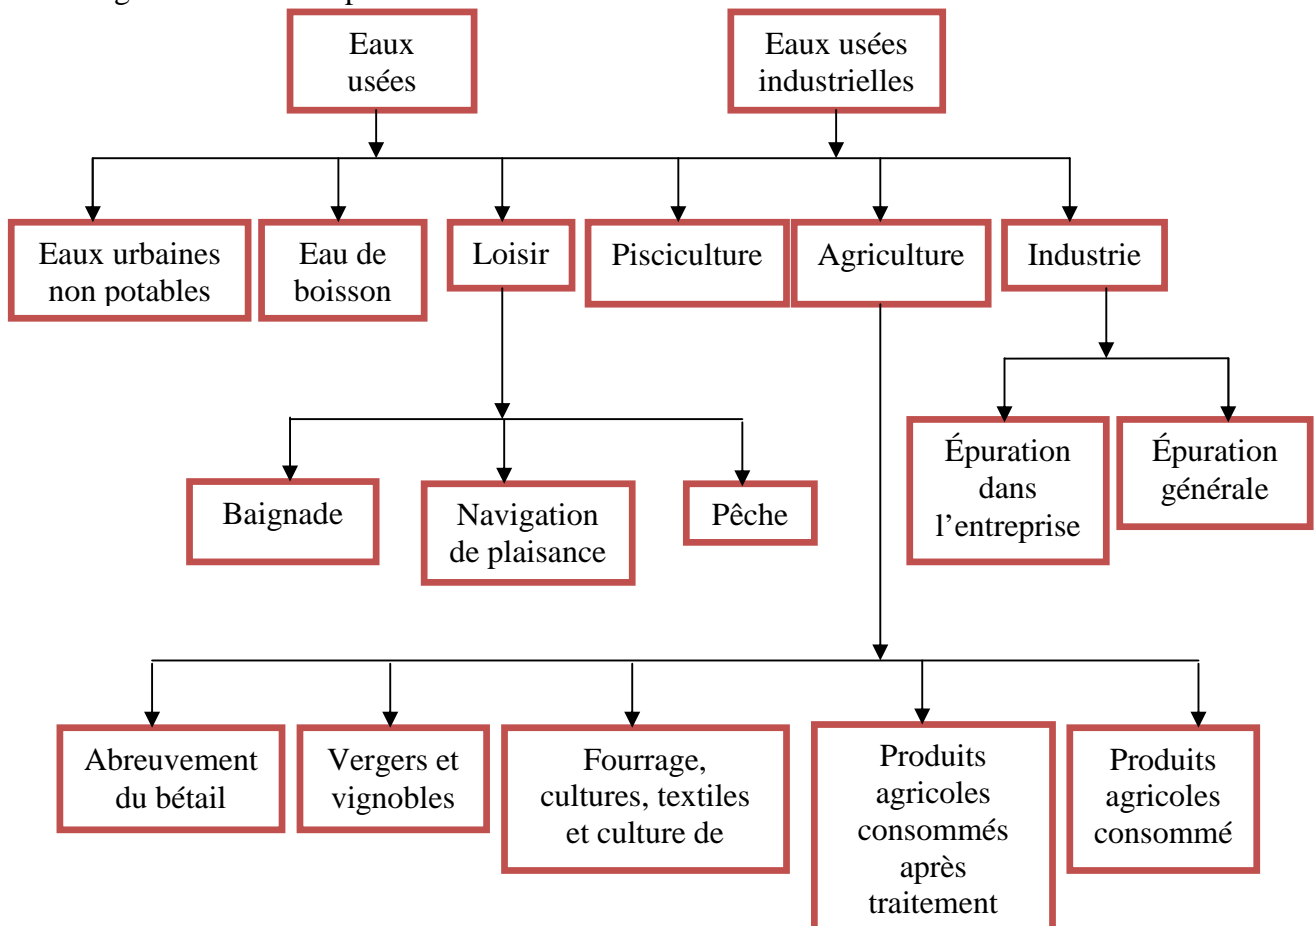 Eaux
usées
Eaux usées
industrielles
Eaux urbaines
non potables
Eau de
boisson
Loisir
Pisciculture
Agriculture
Industrie
Épuration
dans
l'entreprise
Épuration
générale
Baignade
Navigation
de plaisance
Pêche
Abreuvement
du bétail
Vergers et
vignobles
Fourrage,
cultures, textiles
et culture de
Produits
agricoles
consommés
après
traitement
Produits
agricoles
consommé